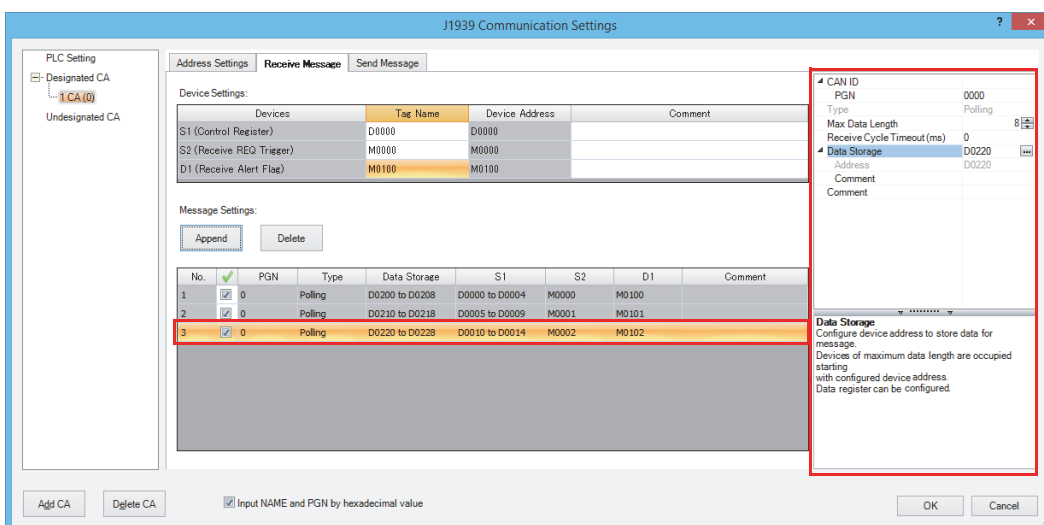 J1939 Communication Settings
? ×
PLC Setting
Designated CA
1 CA (0)
Undesignated CA
Address Settings Receive Message Send Message
Device Settings:
Devices Tag Name Device Address Comment
S1 (Control Register) D0000 D0000
S2 (Receive REQ Trigger) M0000 M0000
D1 (Receive Alert Flag) M0100 M0100
Message Settings:
Append Delete
No. PGN Type Data Storage S1 S2 D1 Comment
1 0 Polling D0200 to D0208 D0000 to D0004 M0000 M0100
2 0 Polling D0210 to D0218 D0005 to D0009 M0001 M0101
3 0 Polling D0220 to D0228 D0010 to D0014 M0002 M0102
CAN ID
PGN 0000
Type Polling
Max Data Length 8
Receive Cycle Timeout (ms) 0
Data Storage D0220 ...
Address D0220
Comment
Comment
Data Storage
Configure device address to store data for
message.
Devices of maximum data length are occupied
starting
with configured device address.
Data register can be configured.
Add CA Delete CA Input NAME and PGN by hexadecimal value OK Cancel